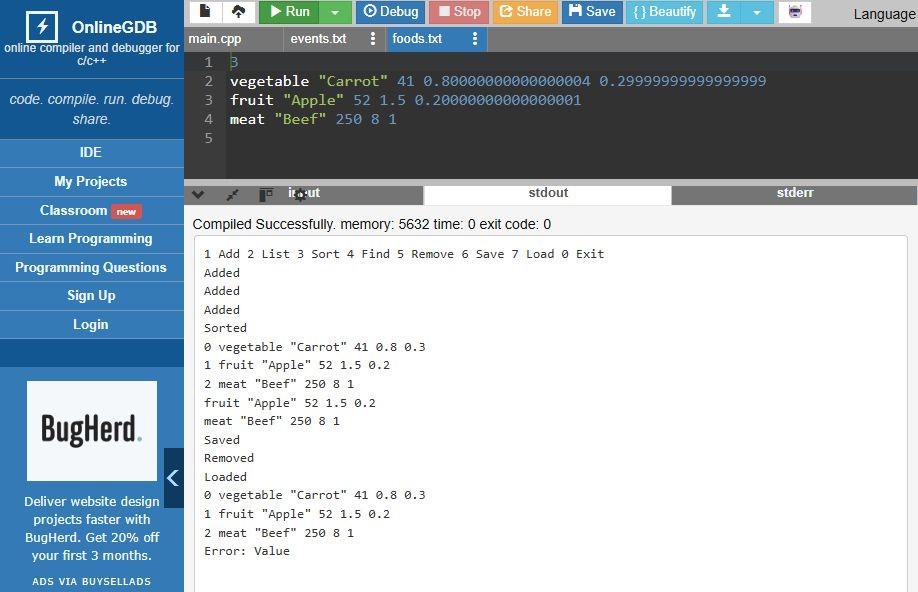 OnlineGDB
online compiler and debugger for
c/c++
code. compile. run. debug.
share.
IDE
My Projects
Classroom new
Learn Programming
Programming Questions
Sign Up
Login
BugHerd.
Deliver website design
projects faster with
BugHerd. Get 20% off
your first 3 months.
ADS VIA BUYSELLADS
Run Debug Stop Share Save { } Beautify Language
main.cpp events.txt foods.txt
1 3
2 vegetable "Carrot" 41 0.80000000000000004 0.29999999999999999
3 fruit "Apple" 52 1.5 0.20000000000000001
4 meat "Beef" 250 8 1
5
input stdout stderr
Compiled Successfully. memory: 5632 time: 0 exit code: 0
1 Add 2 List 3 Sort 4 Find 5 Remove 6 Save 7 Load 0 Exit
Added
Added
Added
Sorted
0 vegetable "Carrot" 41 0.8 0.3
1 fruit "Apple" 52 1.5 0.2
2 meat "Beef" 250 8 1
fruit "Apple" 52 1.5 0.2
meat "Beef" 250 8 1
Saved
Removed
Loaded
0 vegetable "Carrot" 41 0.8 0.3
1 fruit "Apple" 52 1.5 0.2
2 meat "Beef" 250 8 1
Error: Value